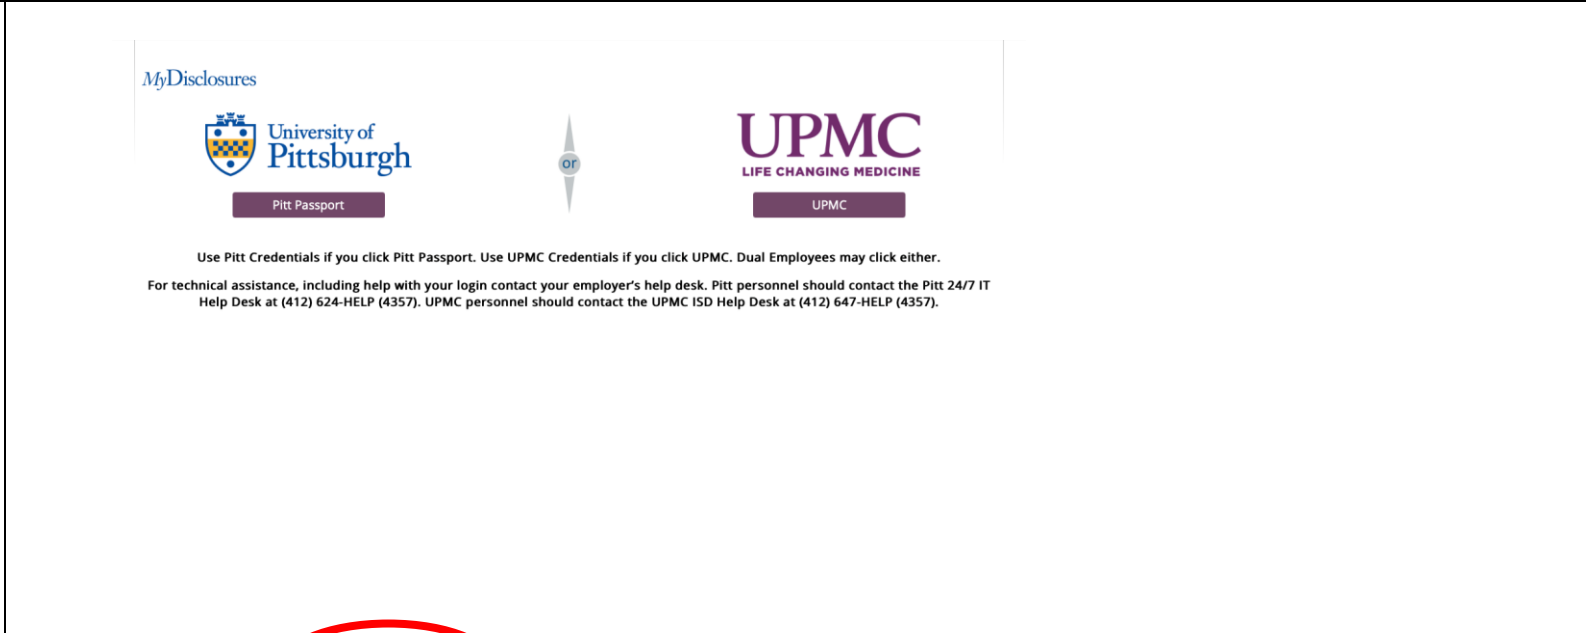 MyDisclosures
University of
Pittsburgh
or
UPMC
LIFE CHANGING MEDICINE
Pitt Passport
UPMC
Use Pitt Credentials if you click Pitt Passport. Use UPMC Credentials if you click UPMC. Dual Employees may click either.
For technical assistance, including help with your login contact your employer's help desk. Pitt personnel should contact the Pitt 24/7 IT
Help Desk at (412) 624-HELP (4357). UPMC personnel should contact the UPMC ISD Help Desk at (412) 647-HELP (4357).